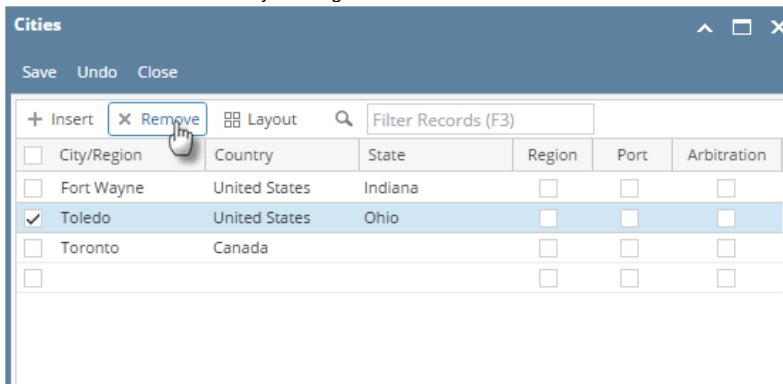 Cities
Save Undo Close
Insert Remove Layout Filter Records (F3)
City/Region Country State Region Port Arbitration
Fort Wayne United States Indiana
Toledo United States Ohio
Toronto Canada